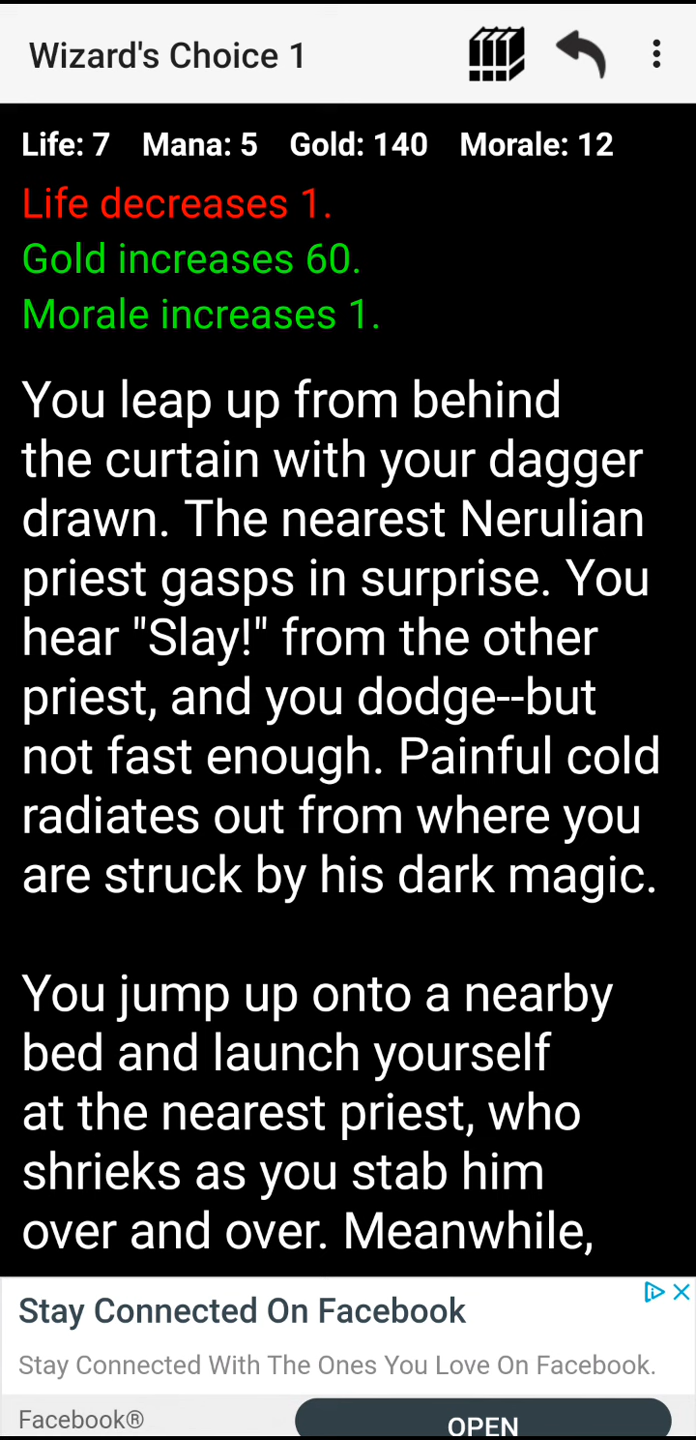 Wizard's Choice 1
Life: 7 Mana: 5 Gold: 140 Morale: 12
Life decreases 1.
Gold increases 60.
Morale increases 1.
You leap up from behind
the curtain with your dagger
drawn. The nearest Nerulian
priest gasps in surprise. You
hear "Slay!" from the other
priest, and you dodge--but
not fast enough. Painful cold
radiates out from where you
are struck by his dark magic.
You jump up onto a nearby
bed and launch yourself
at the nearest priest, who
shrieks as you stab him
over and over. Meanwhile,
Stay Connected On Facebook
Stay Connected With The Ones You Love On Facebook.
Facebook®
OPEN